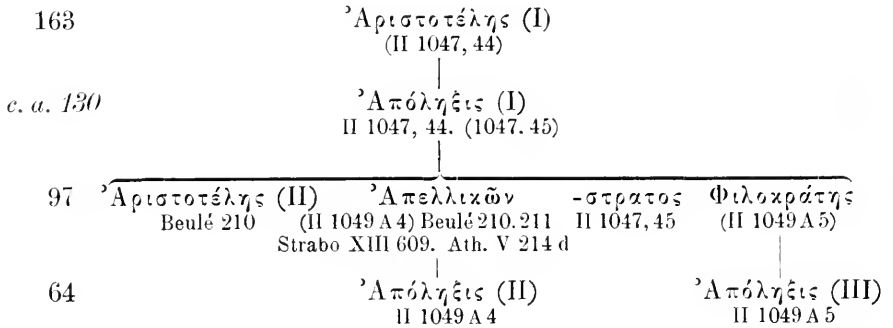 163 Ἀριστοτέλης (I)
(II 1047, 44)
c. a. 130 Ἀπόληξις (I)
II 1047, 44. (1047. 45)
97 Ἀριστοτέλης (II) Ἀπελλικῶν -στρατος Φιλοκράτης
Beulé 210 (II 1049 A 4) Beulé 210. 211 II 1047, 45 (II 1049 A 5)
Strabo XIII 609. Ath. V 214 d
64 Ἀπόληξις (II) Ἀπόληξις (III)
II 1049 A 4 II 1049 A 5